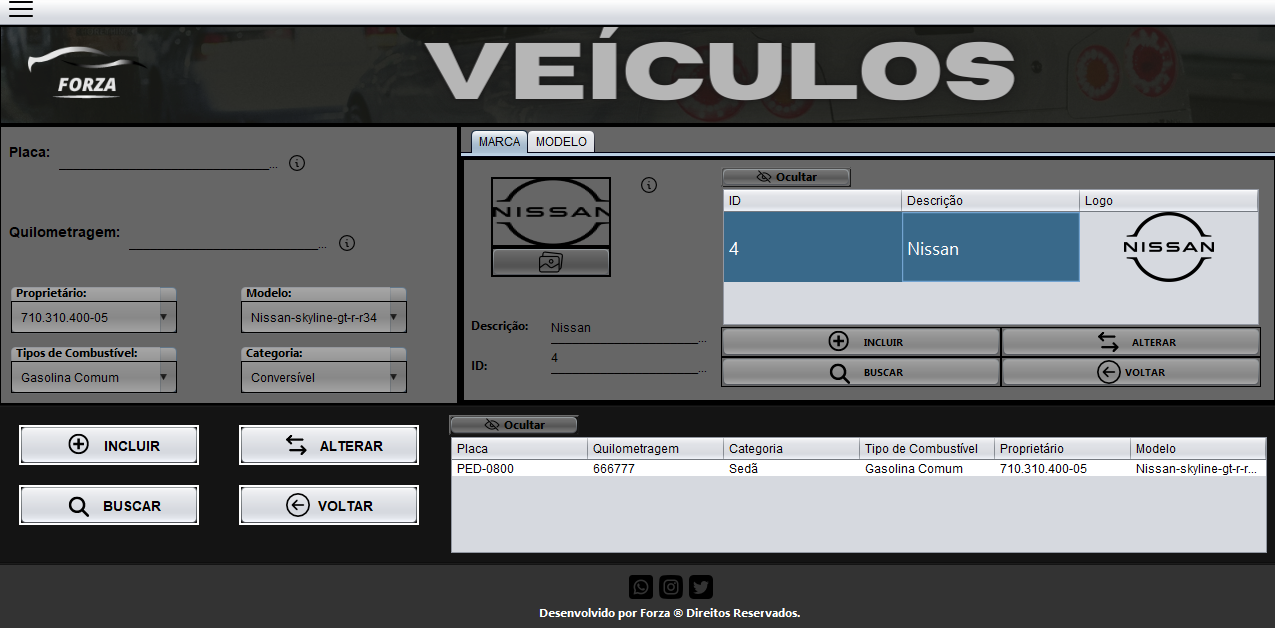 VEÍCULOS
FORZA
MARCA MODELO
Placa:
...
Quilometragem:
...
Proprietário:
710.310.400-05
Modelo:
Nissan-skyline-gt-r-r34
Tipos de Combustível:
Gasolina Comum
Categoria:
Conversível
NISSAN
Descrição: Nissan
...
ID: 4
...
Ocultar
ID Descrição Logo
4 Nissan NISSAN
INCLUIR ALTERAR
BUSCAR VOLTAR
INCLUIR ALTERAR
BUSCAR VOLTAR
Ocultar
Placa Quilometragem Categoria Tipo de Combustível Proprietário Modelo
PED-0800 666777 Sedã Gasolina Comum 710.310.400-05 Nissan-skyline-gt-r-r...
Desenvolvido por Forza ® Direitos Reservados.